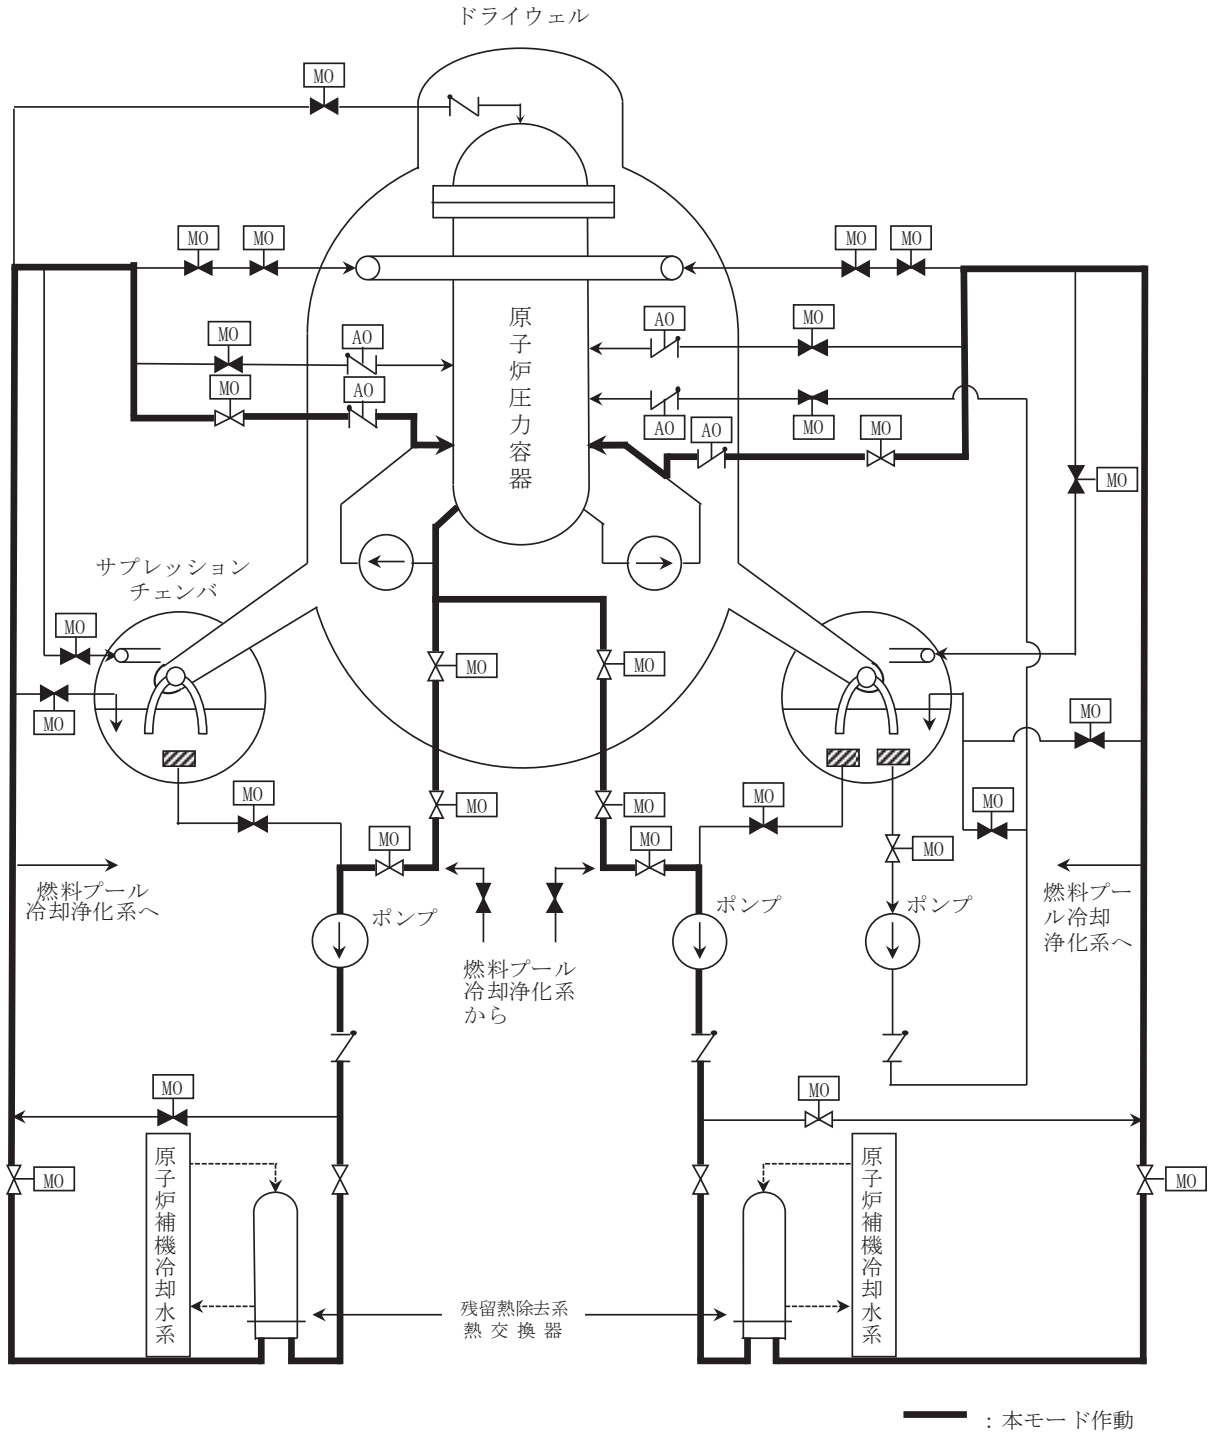 ドライウェル
MO
MO
MO
MO
MO
MO
AO
MO
AO
AO
MO
AO
MO
AO
MO
MO
原子炉圧力容器
サプレッション
チェンバ
MO
MO
MO
MO
MO
MO
MO
MO
MO
MO
MO
MO
MO
MO
燃料プール
冷却浄化系へ
ポンプ
ポンプ
ポンプ
燃料プー
ル冷却
浄化系へ
燃料プール
冷却浄化系
から
MO
MO
MO
MO
原子炉補機冷却水系
原子炉補機冷却水系
残留熱除去系
熱交換器
：本モード作動